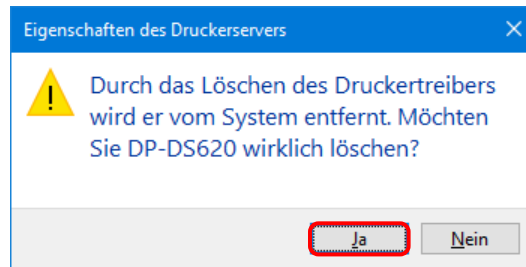 Eigenschaften des Druckerservers
Durch das Löschen des Druckertreibers
wird er vom System entfernt. Möchten
Sie DP-DS620 wirklich löschen?
Ja
Nein